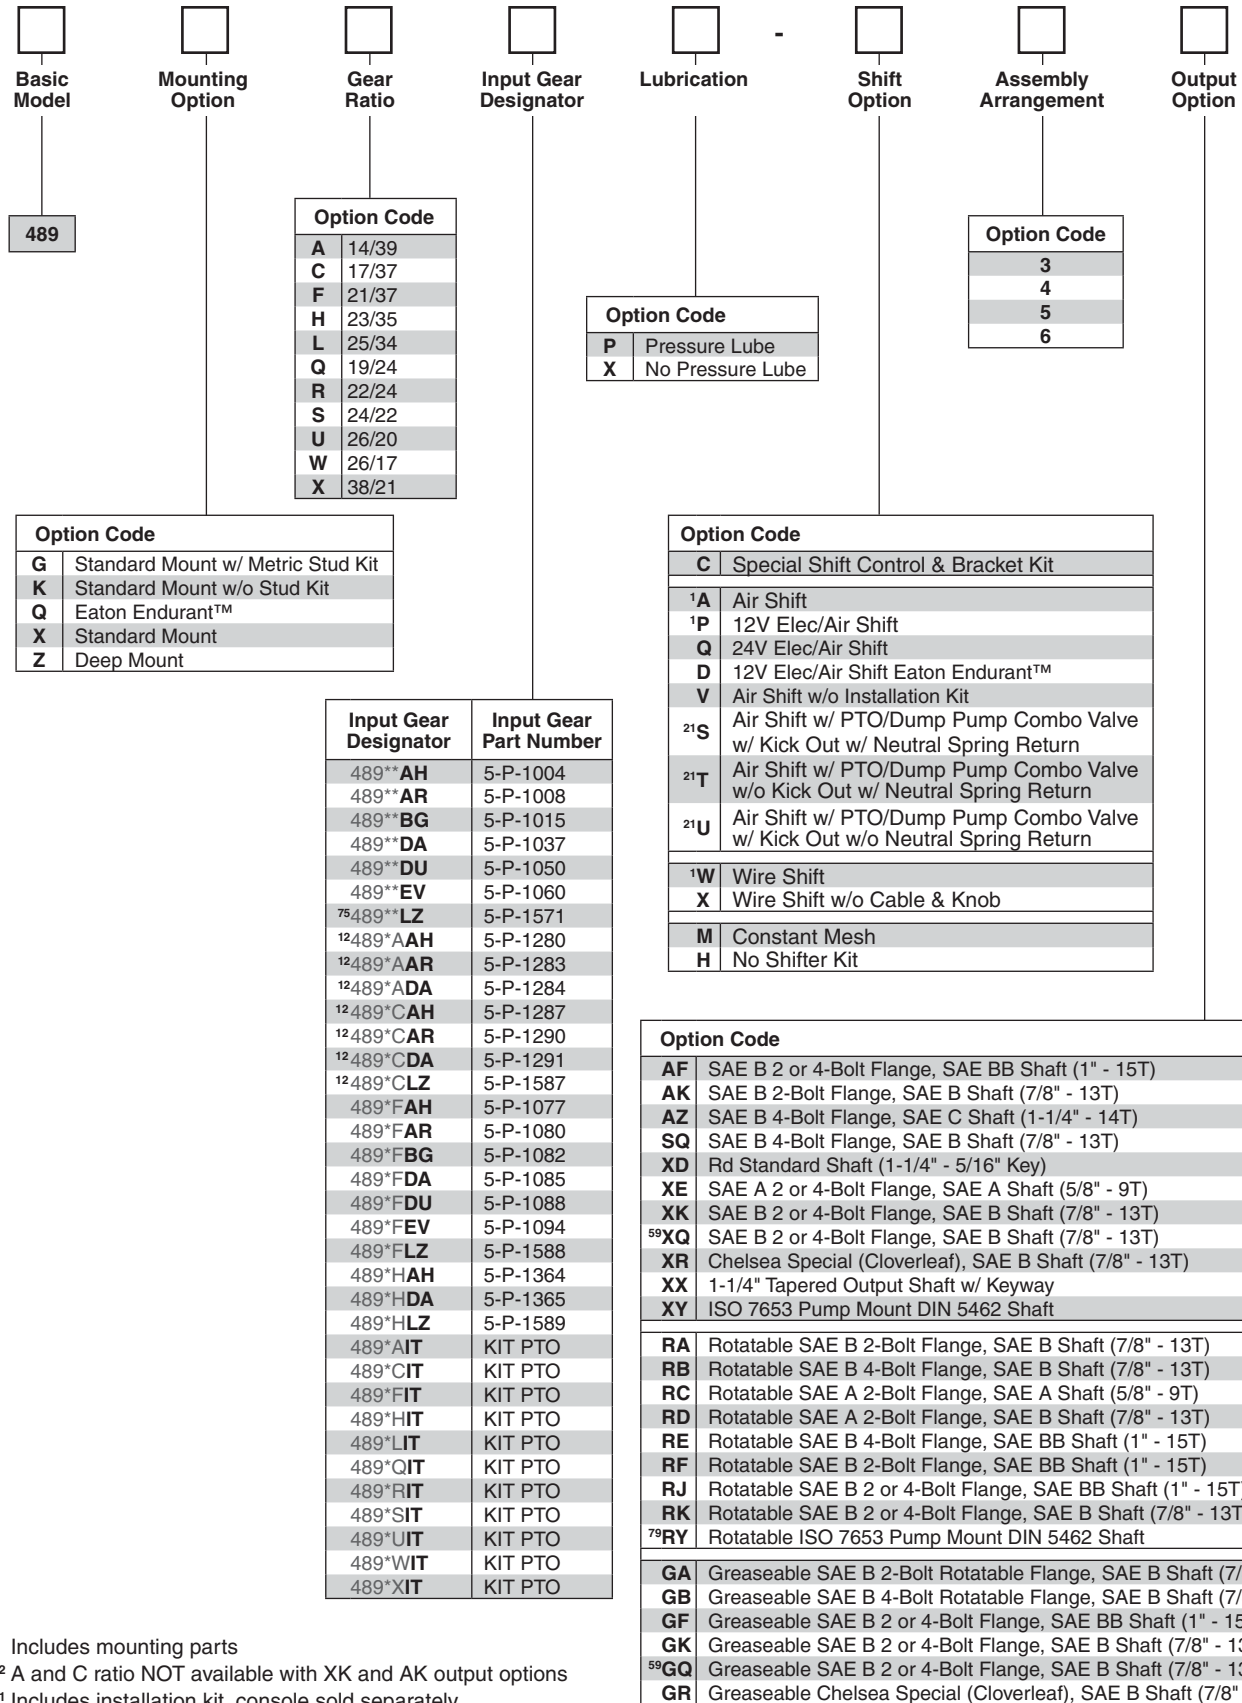 -
Basic Model
Mounting Option
Gear Ratio
Input Gear Designator
Lubrication
Shift Option
Assembly Arrangement
Output Option
489
Option Code
A 14/39
C 17/37
F 21/37
H 23/35
L 25/34
Q 19/24
R 22/24
S 24/22
U 26/20
W 26/17
X 38/21
Option Code
P Pressure Lube
X No Pressure Lube
Option Code
3
4
5
6
Option Code
G Standard Mount w/ Metric Stud Kit
K Standard Mount w/o Stud Kit
Q Eaton Endurant™
X Standard Mount
Z Deep Mount
Option Code
C Special Shift Control & Bracket Kit
¹A Air Shift
¹P 12V Elec/Air Shift
Q 24V Elec/Air Shift
D 12V Elec/Air Shift Eaton Endurant™
V Air Shift w/o Installation Kit
²¹S Air Shift w/ PTO/Dump Pump Combo Valve
w/ Kick Out w/ Neutral Spring Return
²¹T Air Shift w/ PTO/Dump Pump Combo Valve
w/o Kick Out w/ Neutral Spring Return
²¹U Air Shift w/ PTO/Dump Pump Combo Valve
w/ Kick Out w/o Neutral Spring Return
¹W Wire Shift
X Wire Shift w/o Cable & Knob
M Constant Mesh
H No Shifter Kit
Input Gear Designator Input Gear Part Number
489**AH 5-P-1004
489**AR 5-P-1008
489**BG 5-P-1015
489**DA 5-P-1037
489**DU 5-P-1050
489**EV 5-P-1060
⁷⁵489**LZ 5-P-1571
¹²489*AAH 5-P-1280
¹²489*AAR 5-P-1283
¹²489*ADA 5-P-1284
¹²489*CAH 5-P-1287
¹²489*CAR 5-P-1290
¹²489*CDA 5-P-1291
¹²489*CLZ 5-P-1587
489*FAH 5-P-1077
489*FAR 5-P-1080
489*FBG 5-P-1082
489*FDA 5-P-1085
489*FDU 5-P-1088
489*FEV 5-P-1094
489*FLZ 5-P-1588
489*HAH 5-P-1364
489*HDA 5-P-1365
489*HLZ 5-P-1589
489*AIT KIT PTO
489*CIT KIT PTO
489*FIT KIT PTO
489*HIT KIT PTO
489*LIT KIT PTO
489*QIT KIT PTO
489*RIT KIT PTO
489*SIT KIT PTO
489*UIT KIT PTO
489*WIT KIT PTO
489*XIT KIT PTO
Option Code
AF SAE B 2 or 4-Bolt Flange, SAE BB Shaft (1" - 15T)
AK SAE B 2-Bolt Flange, SAE B Shaft (7/8" - 13T)
AZ SAE B 4-Bolt Flange, SAE C Shaft (1-1/4" - 14T)
SQ SAE B 4-Bolt Flange, SAE B Shaft (7/8" - 13T)
XD Rd Standard Shaft (1-1/4" - 5/16" Key)
XE SAE A 2 or 4-Bolt Flange, SAE A Shaft (5/8" - 9T)
XK SAE B 2 or 4-Bolt Flange, SAE B Shaft (7/8" - 13T)
⁵⁹XQ SAE B 2 or 4-Bolt Flange, SAE B Shaft (7/8" - 13T)
XR Chelsea Special (Cloverleaf), SAE B Shaft (7/8" - 13T)
XX 1-1/4" Tapered Output Shaft w/ Keyway
XY ISO 7653 Pump Mount DIN 5462 Shaft
RA Rotatable SAE B 2-Bolt Flange, SAE B Shaft (7/8" - 13T)
RB Rotatable SAE B 4-Bolt Flange, SAE B Shaft (7/8" - 13T)
RC Rotatable SAE A 2-Bolt Flange, SAE A Shaft (5/8" - 9T)
RD Rotatable SAE A 2-Bolt Flange, SAE B Shaft (7/8" - 13T)
RE Rotatable SAE B 4-Bolt Flange, SAE BB Shaft (1" - 15T)
RF Rotatable SAE B 2-Bolt Flange, SAE BB Shaft (1" - 15T)
RJ Rotatable SAE B 2 or 4-Bolt Flange, SAE BB Shaft (1" - 15T)
RK Rotatable SAE B 2 or 4-Bolt Flange, SAE B Shaft (7/8" - 13T
⁷⁹RY Rotatable ISO 7653 Pump Mount DIN 5462 Shaft
GA Greaseable SAE B 2-Bolt Rotatable Flange, SAE B Shaft (7/
GB Greaseable SAE B 4-Bolt Rotatable Flange, SAE B Shaft (7/
GF Greaseable SAE B 2 or 4-Bolt Flange, SAE BB Shaft (1" - 15
GK Greaseable SAE B 2 or 4-Bolt Flange, SAE B Shaft (7/8" - 13
⁵⁹GQ Greaseable SAE B 2 or 4-Bolt Flange, SAE B Shaft (7/8" - 13
GR Greaseable Chelsea Special (Cloverleaf), SAE B Shaft (7/8"
Includes mounting parts
² A and C ratio NOT available with XK and AK output options
¹ Includes installation kit, console sold separately